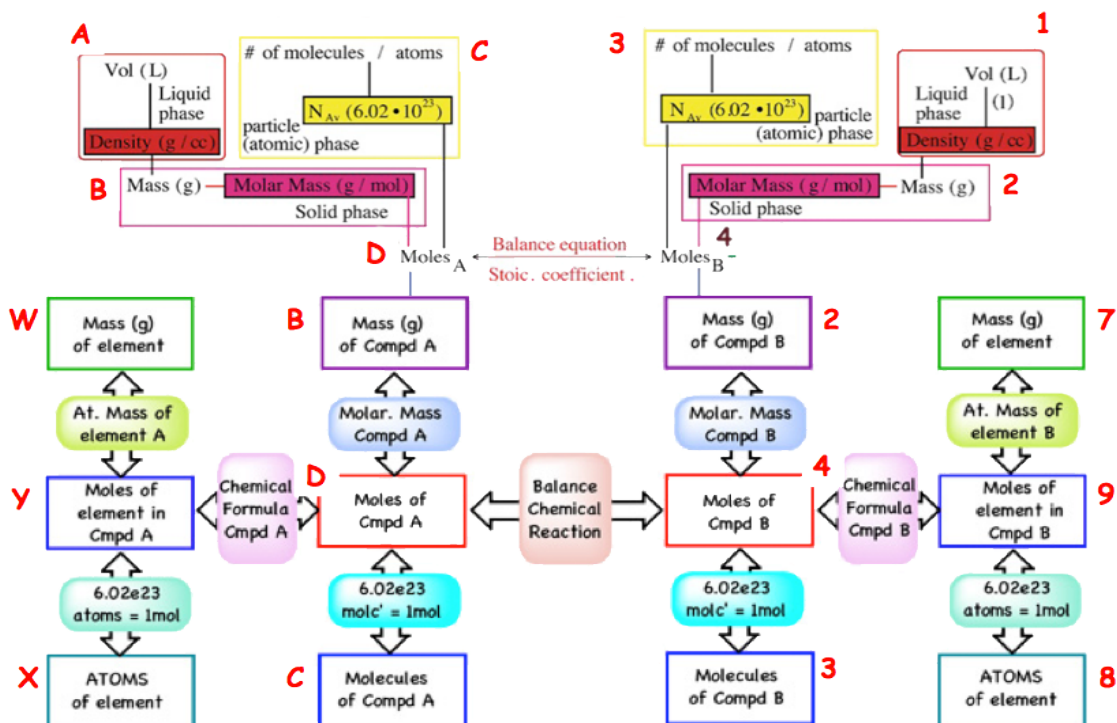 A
Vol (L)
Liquid
phase
Density (g / cc)
C
# of molecules / atoms
N_Av (6.02 • 10^23)
particle
(atomic) phase
B
Mass (g)
Molar Mass (g / mol)
Solid phase
3
# of molecules / atoms
N_Av (6.02 • 10^23)
particle
(atomic) phase
1
Vol (L)
Liquid
phase
(1)
Density (g / cc)
Molar Mass (g / mol)
Mass (g)
2
Solid phase
D
Moles_A
Balance equation
Stoic. coefficient .
4
Moles_B
-
W
Mass (g)
of element
B
Mass (g)
of Compd A
Mass (g)
of Compd B
2
Mass (g)
of element
7
At. Mass of
element A
Molar. Mass
Compd A
Molar. Mass
Compd B
At. Mass of
element B
Y
Moles of
element in
Cmpd A
Chemical
Formula
Cmpd A
D
Moles of
Cmpd A
Balance
Chemical
Reaction
4
Moles of
Cmpd B
Chemical
Formula
Cmpd B
Moles of
element in
Cmpd B
9
6.02e23
atoms = 1mol
6.02e23
molc' = 1mol
6.02e23
molc' = 1mol
6.02e23
atoms = 1mol
X
ATOMS
of element
C
Molecules
of Compd A
Molecules
of Compd B
3
ATOMS
of element
8